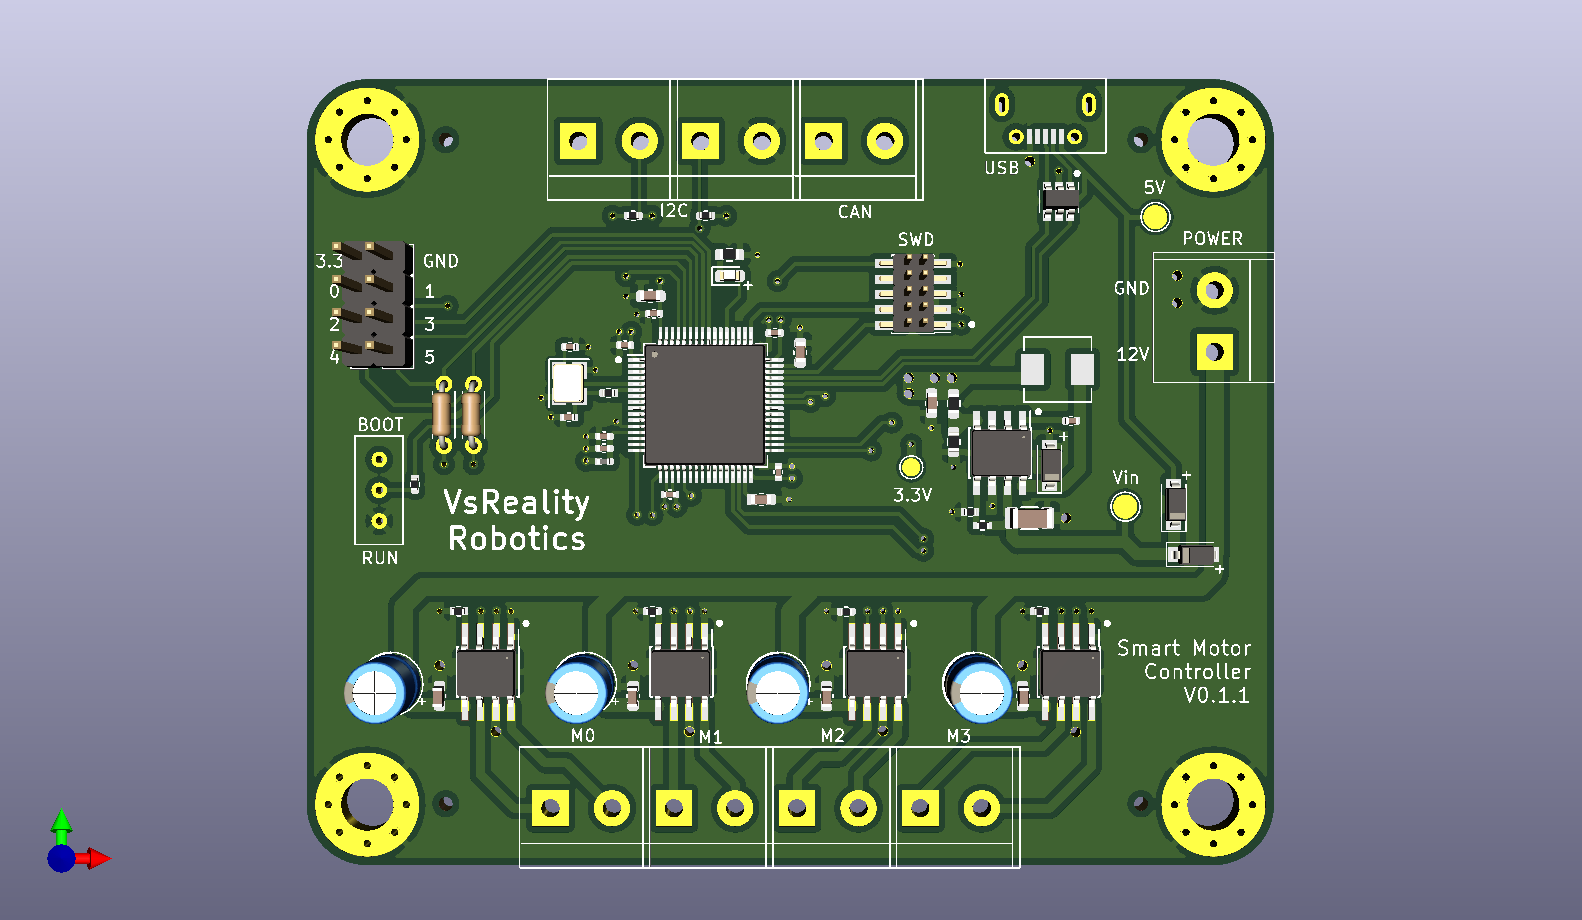 USB
I2C
CAN
5V
SWD
POWER
3.3
GND
0
1
2
3
4
5
GND
12V
+
BOOT
+
3.3V
Vin
+
VsReality
Robotics
RUN
+
Smart Motor
Controller
V0.1.1
+
+
+
M0
M1
M2
M3